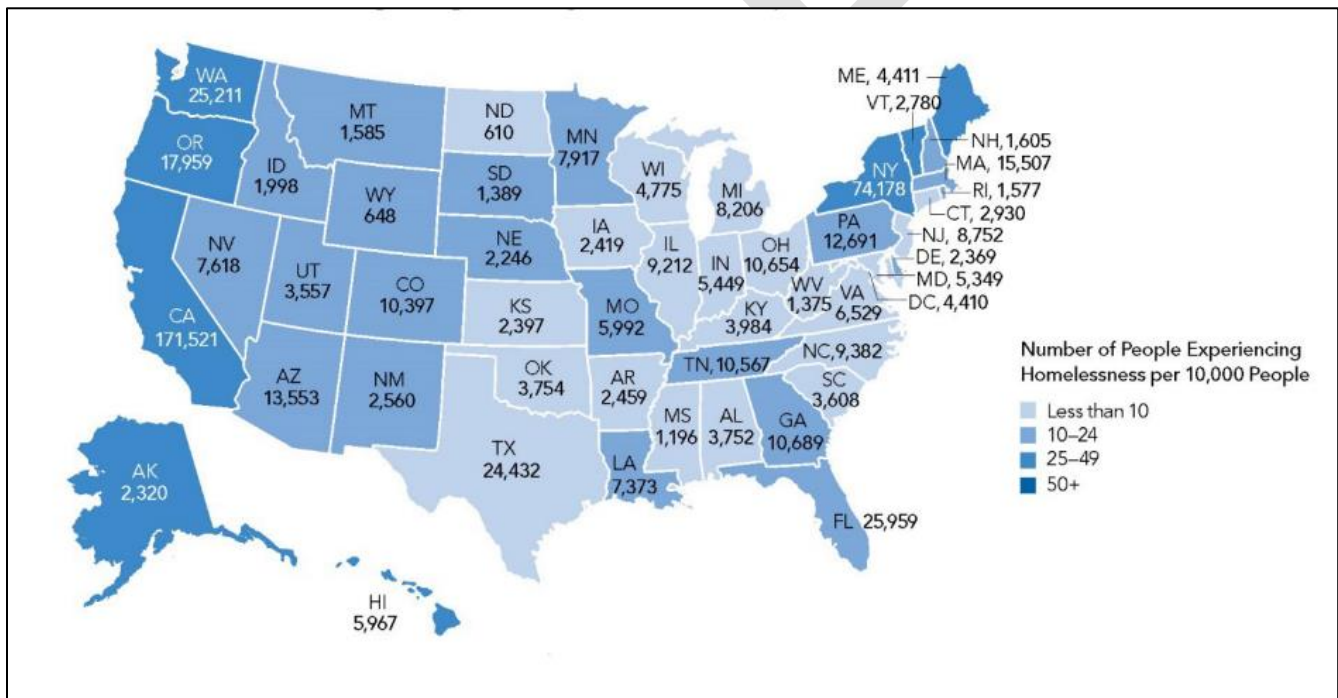 WA
25,211
OR
17,959
CA
171,521
AK
2,320
HI
5,967
MT
1,585
ID
1,998
WY
648
NV
7,618
UT
3,557
CO
10,397
AZ
13,553
NM
2,560
ND
610
SD
1,389
NE
2,246
KS
2,397
OK
3,754
TX
24,432
MN
7,917
IA
2,419
MO
5,992
AR
2,459
LA
7,373
WI
4,775
IL
9,212
MI
8,206
IN
5,449
OH
10,654
KY
3,984
TN, 10,567
MS
1,196
AL
3,752
GA
10,689
FL 25,959
SC
3,608
NC, 9,382
WV
1,375
VA
6,529
PA
12,691
NY
74,178
ME, 4,411
VT, 2,780
NH, 1,605
MA, 15,507
RI, 1,577
CT, 2,930
NJ, 8,752
DE, 2,369
MD, 5,349
DC, 4,410
Number of People Experiencing
Homelessness per 10,000 People
Less than 10
10–24
25–49
50+